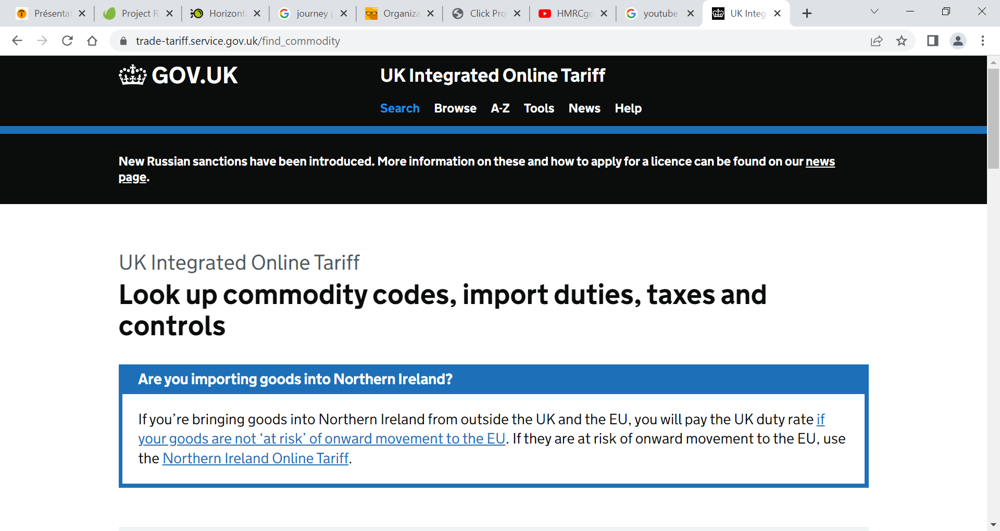 Présenta
Project R
Horizont
journey p
Organiza
Click Pro
HMRCgo
youtube
UK Integ
trade-tariff.service.gov.uk/find_commodity
GOV.UK
UK Integrated Online Tariff
Search Browse A-Z Tools News Help
New Russian sanctions have been introduced. More information on these and how to apply for a licence can be found on our news
page.
UK Integrated Online Tariff
Look up commodity codes, import duties, taxes and
controls
Are you importing goods into Northern Ireland?
If you’re bringing goods into Northern Ireland from outside the UK and the EU, you will pay the UK duty rate if
your goods are not ‘at risk’ of onward movement to the EU. If they are at risk of onward movement to the EU, use
the Northern Ireland Online Tariff.